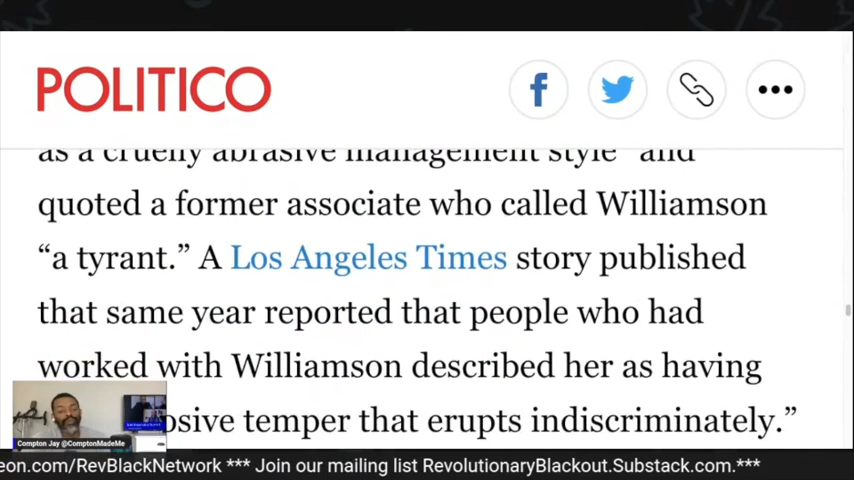 POLITICO
as a cruelly abrasive management style” and
quoted a former associate who called Williamson
“a tyrant.” A Los Angeles Times story published
that same year reported that people who had
worked with Williamson described her as having
osive temper that erupts indiscriminately.”
Compton Jay @ComptonMadeMe
eon.com/RevBlackNetwork *** Join our mailing list RevolutionaryBlackout.Substack.com.***